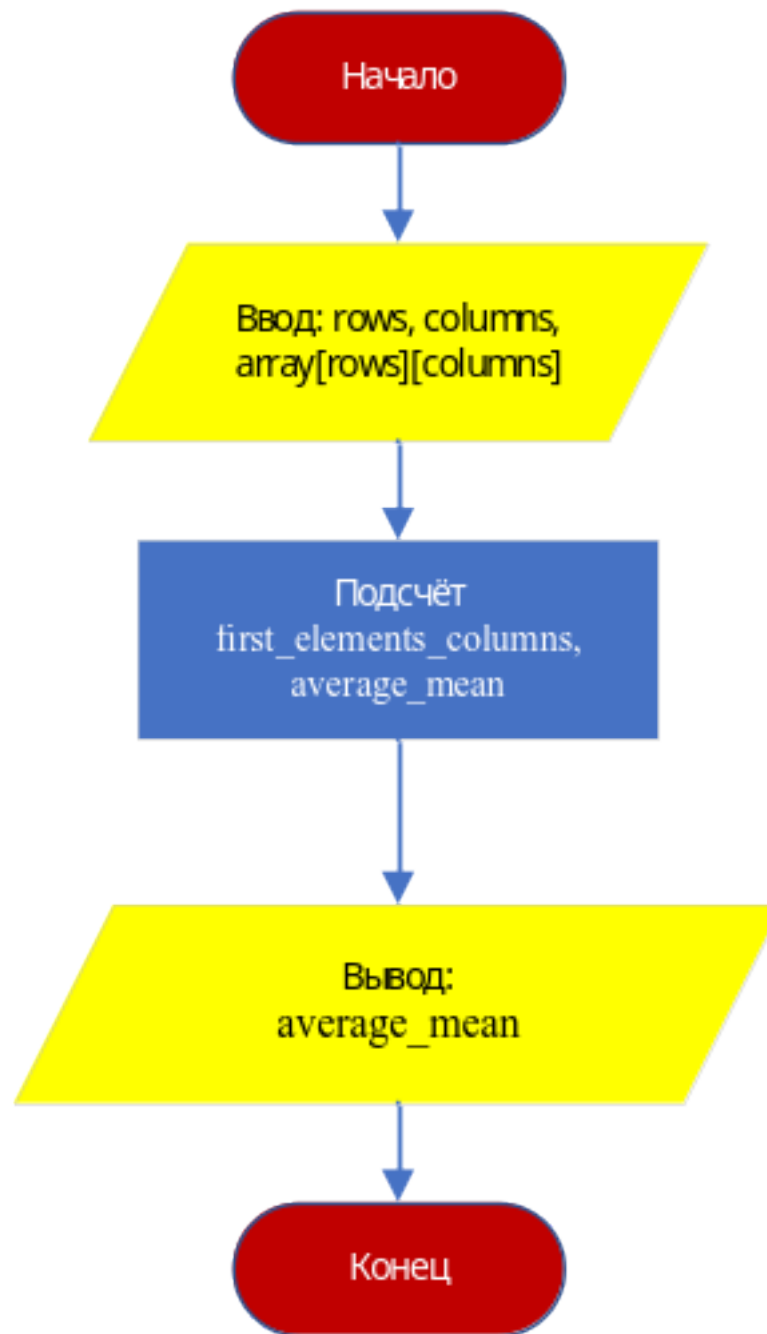 Начало
Ввод: rows, columns,
array[rows][columns]
Подсчёт
first_elements_columns,
average_mean
Вывод:
average_mean
Конец